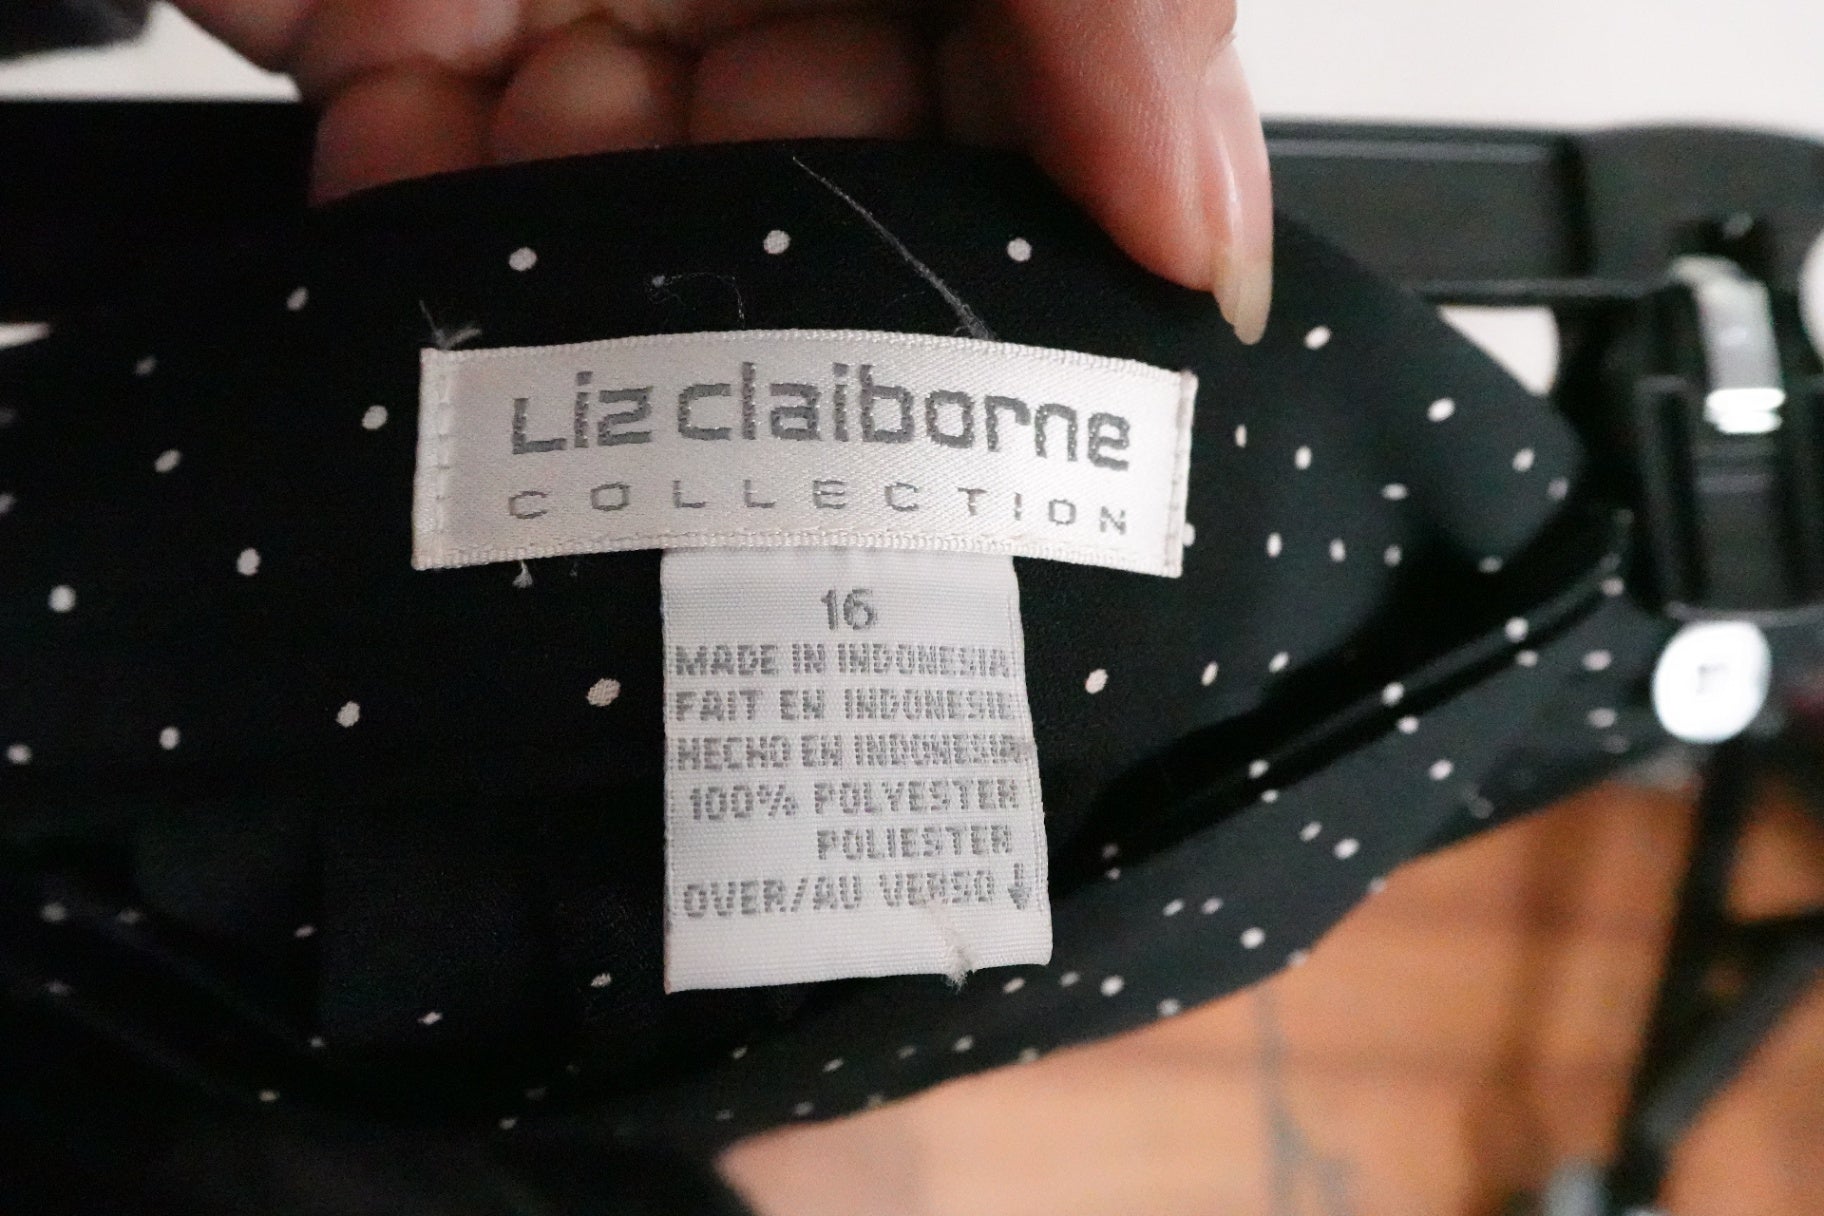 Liz claiborne
COLLECTION
16
MADE IN INDONESIA
FAIT EN INDONESIE
HECHO EN INDONESIA
100% POLYESTER
POLIESTER
OVER/AU VERSO ↓